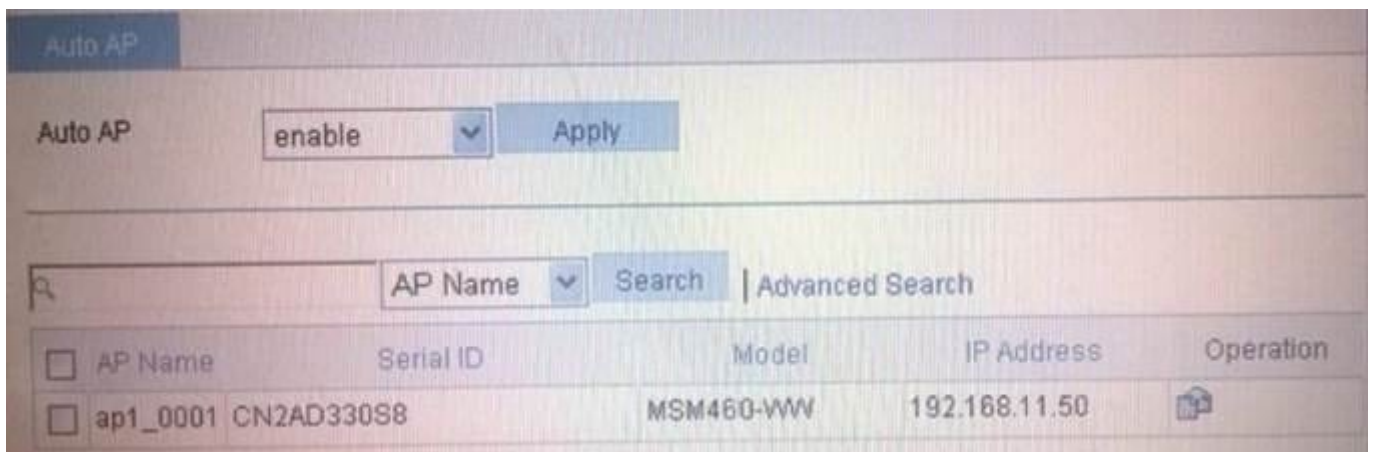 Auto AP
Auto AP enable Apply
AP Name Search | Advanced Search
AP Name Serial ID Model IP Address Operation
ap1_0001 CN2AD330S8 MSM460-WW 192.168.11.50